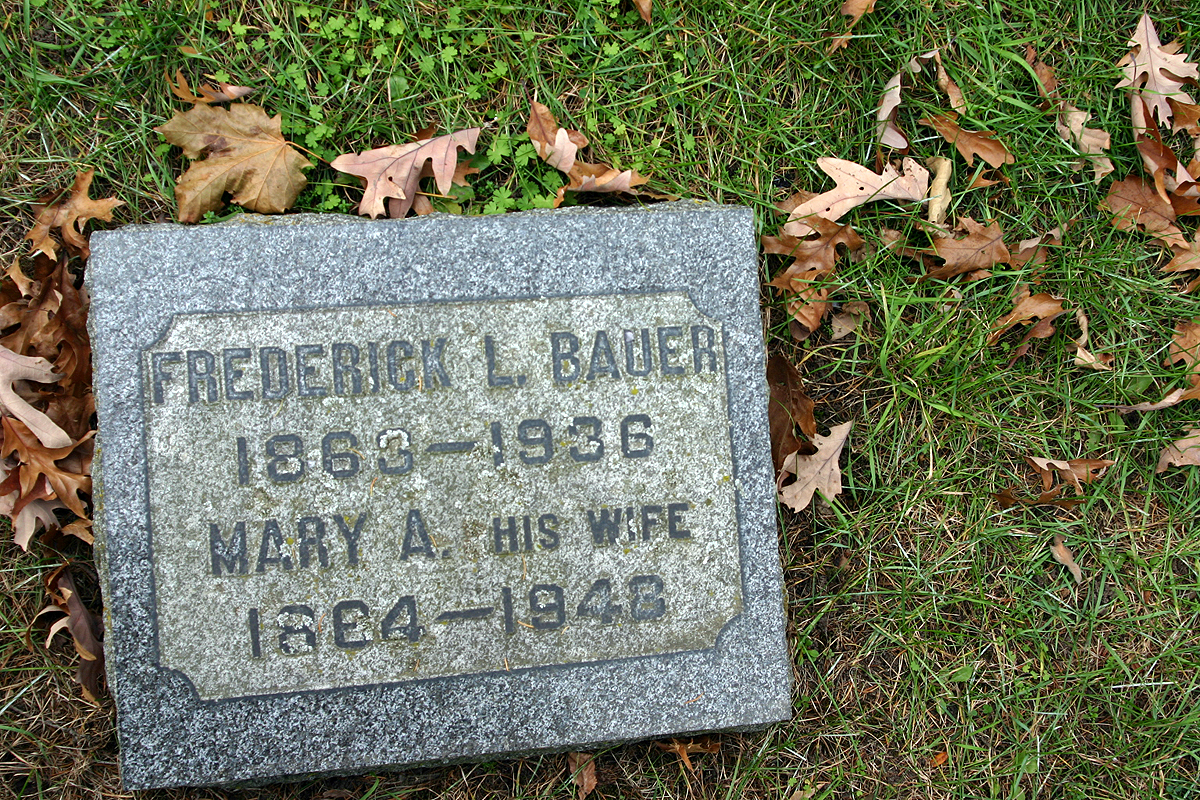 FREDERICK L. BAUER
1863-1936
MARY A. HIS WIFE
1864-1948